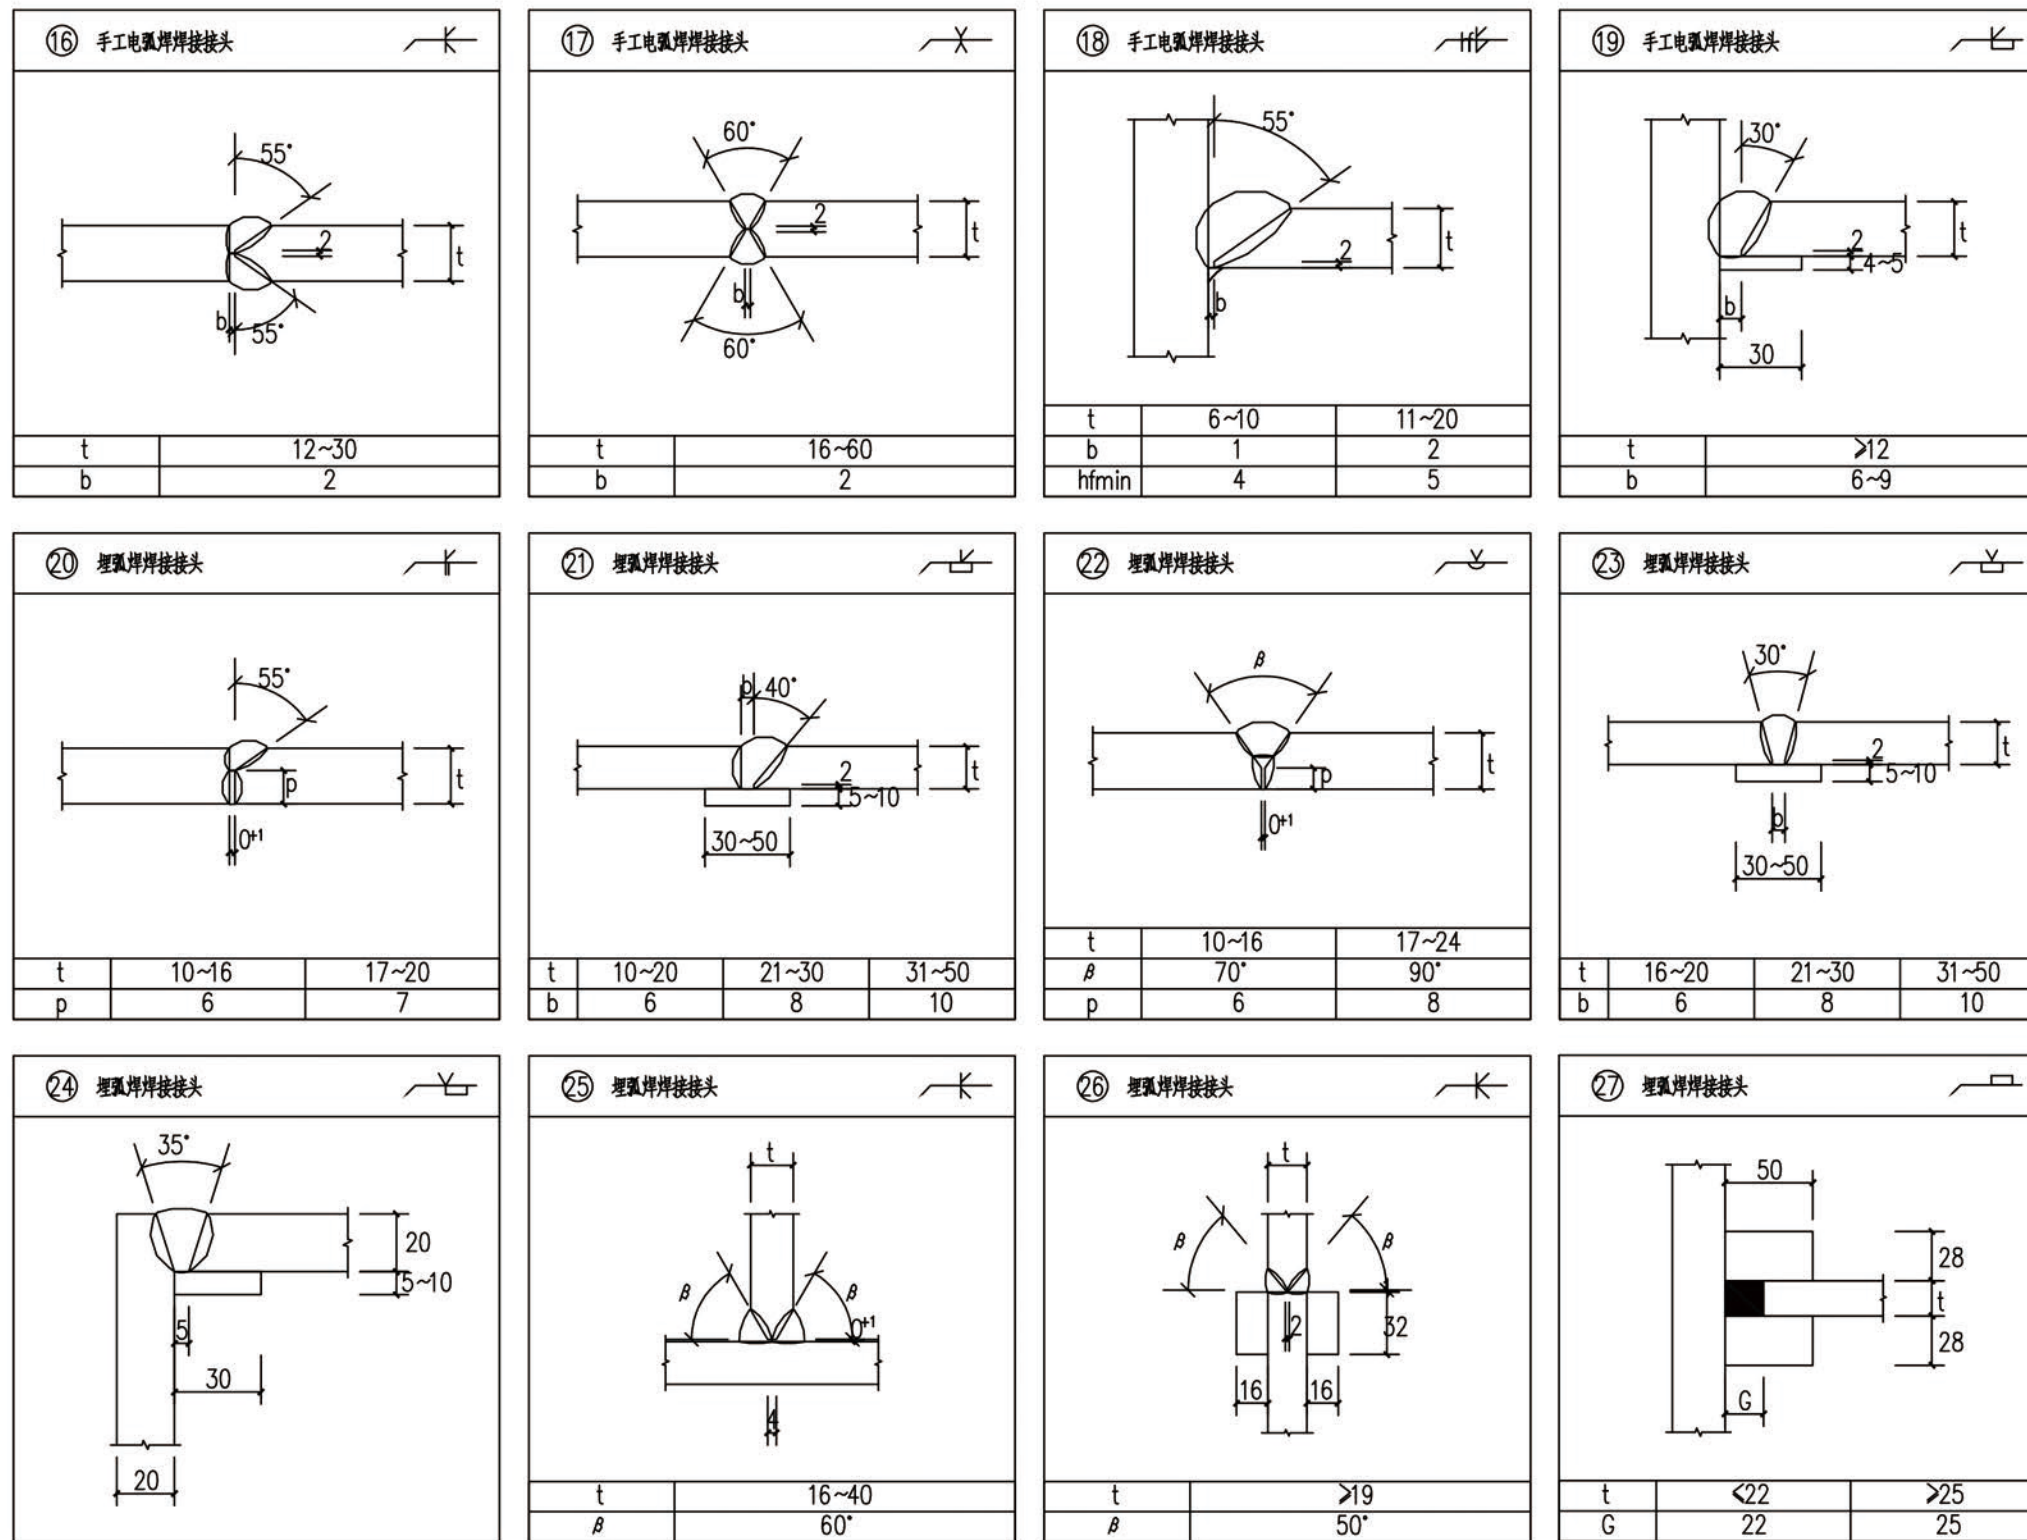 ⑯ 手工电弧焊焊接接头
55°
2
t
b
55°
t 12~30
b 2
⑰ 手工电弧焊焊接接头
60°
2
t
b
60°
t 16~60
b 2
⑱ 手工电弧焊焊接接头 Hf
55°
2
t
b
t 6~10 11~20
b 1 2
hfmin 4 5
⑲ 手工电弧焊焊接接头
30°
2
t
4~5
b
30
t ⩾12
b 6~9
⑳ 埋弧焊焊接接头
55°
p
t
0+1
t 10~16 17~20
p 6 7
㉑ 埋弧焊焊接接头
b 40°
2
t
5~10
30~50
t 10~20 21~30 31~50
b 6 8 10
㉒ 埋弧焊焊接接头
β
p
t
0+1
t 10~16 17~24
β 70° 90°
p 6 8
㉓ 埋弧焊焊接接头
30°
2
t
5~10
b
30~50
t 16~20 21~30 31~50
b 6 8 10
㉔ 埋弧焊焊接接头
35°
20
5~10
5
30
20
㉕ 埋弧焊焊接接头
t
β β
0+1
4
t 16~40
β 60°
㉖ 埋弧焊焊接接头
t
β β
2
32
16 16
t ⩾19
β 50°
㉗ 埋弧焊焊接接头
50
28
t
28
G
t ⩽22 ⩾25
G 22 25